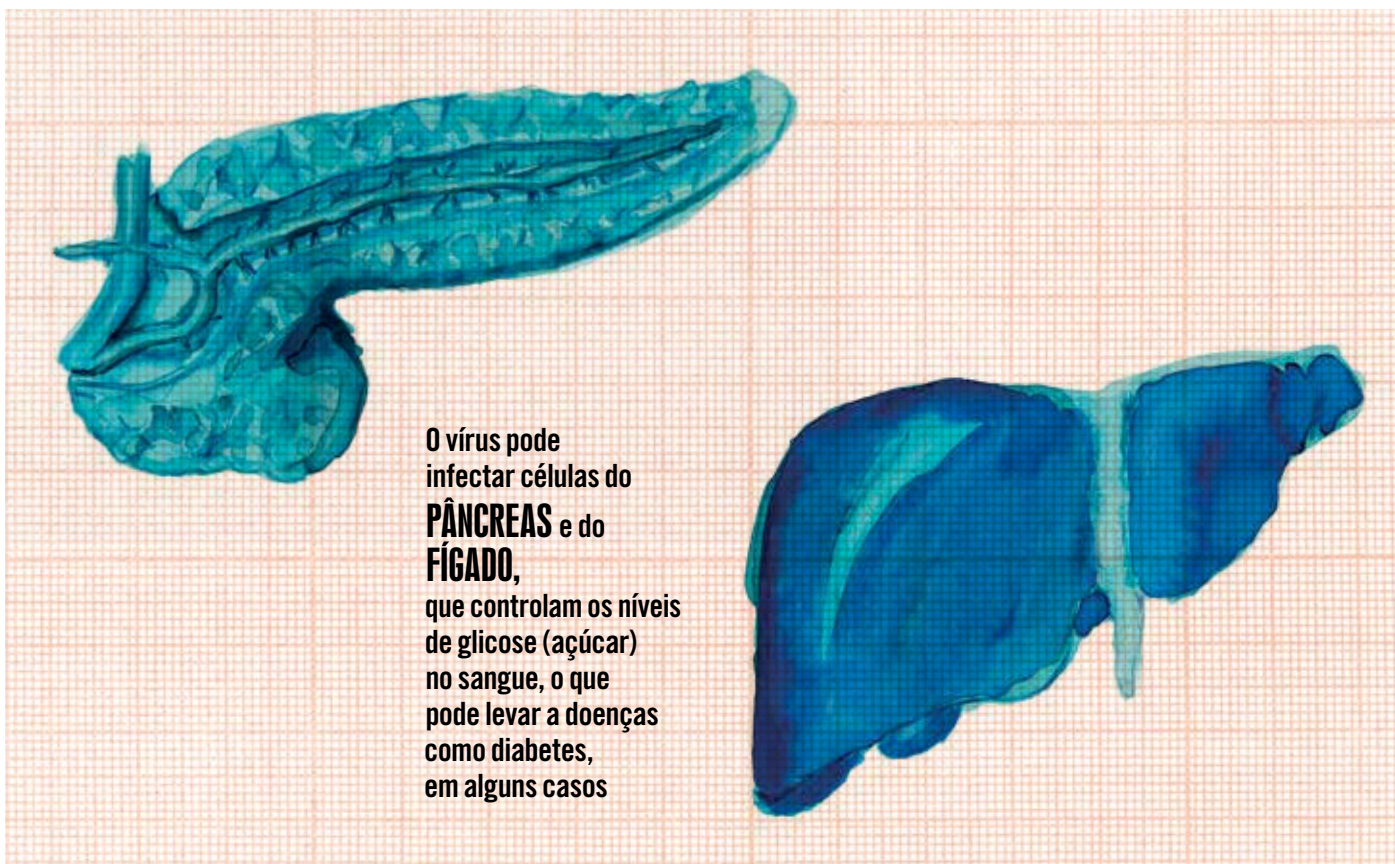 O vírus pode
infectar células do
PÂNCREAS e do
FÍGADO,
que controlam os níveis
de glicose (açúcar)
no sangue, o que
pode levar a doenças
como diabetes,
em alguns casos